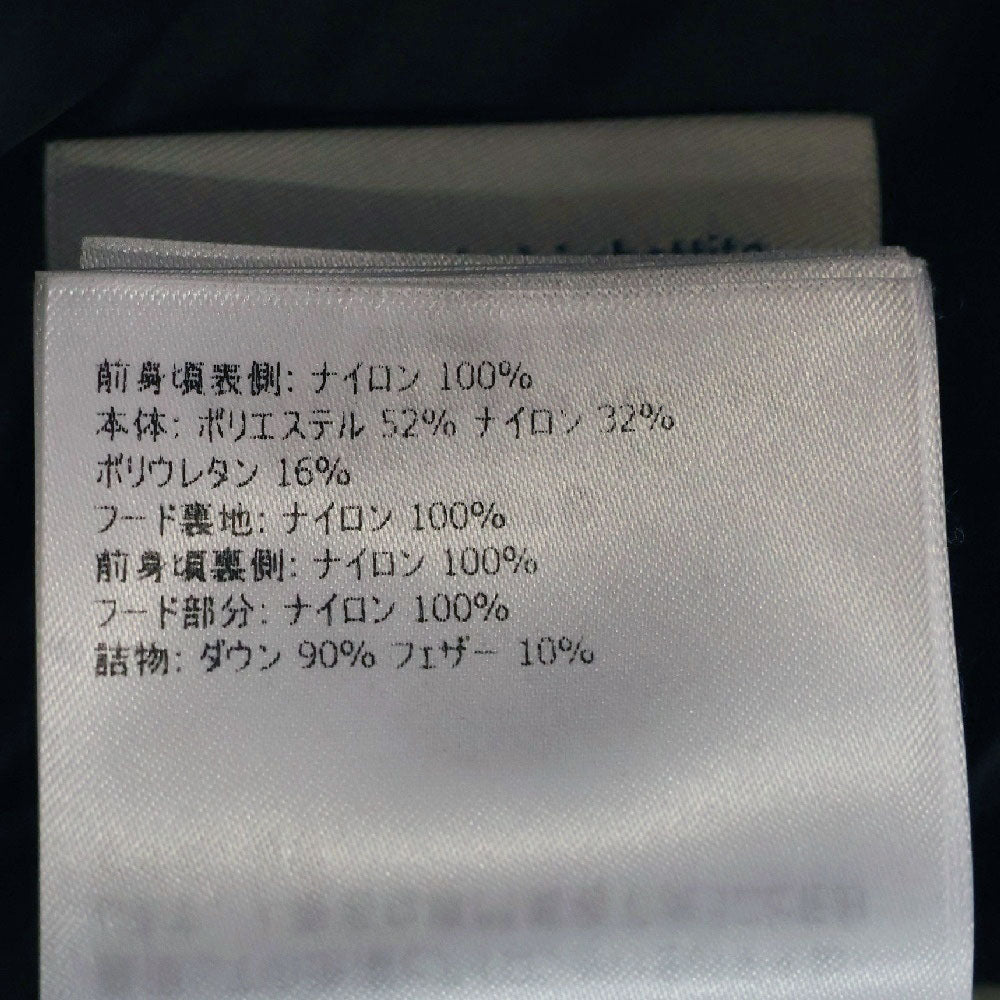 前身頃表側: ナイロン 100%
本体: ポリエステル 52% ナイロン 32%
ポリウレタン 16%
フード裏地: ナイロン 100%
前身頃裏側: ナイロン 100%
フード部分: ナイロン 100%
詰物: ダウン 90% フェザー 10%